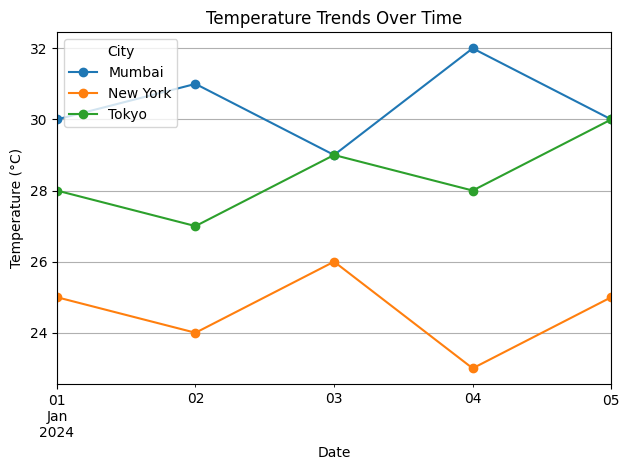 Temperature Trends Over Time
City
Mumbai
New York
Tokyo
32
30
28
26
24
Temperature (°C)
01
Jan
2024
02
03
04
05
Date